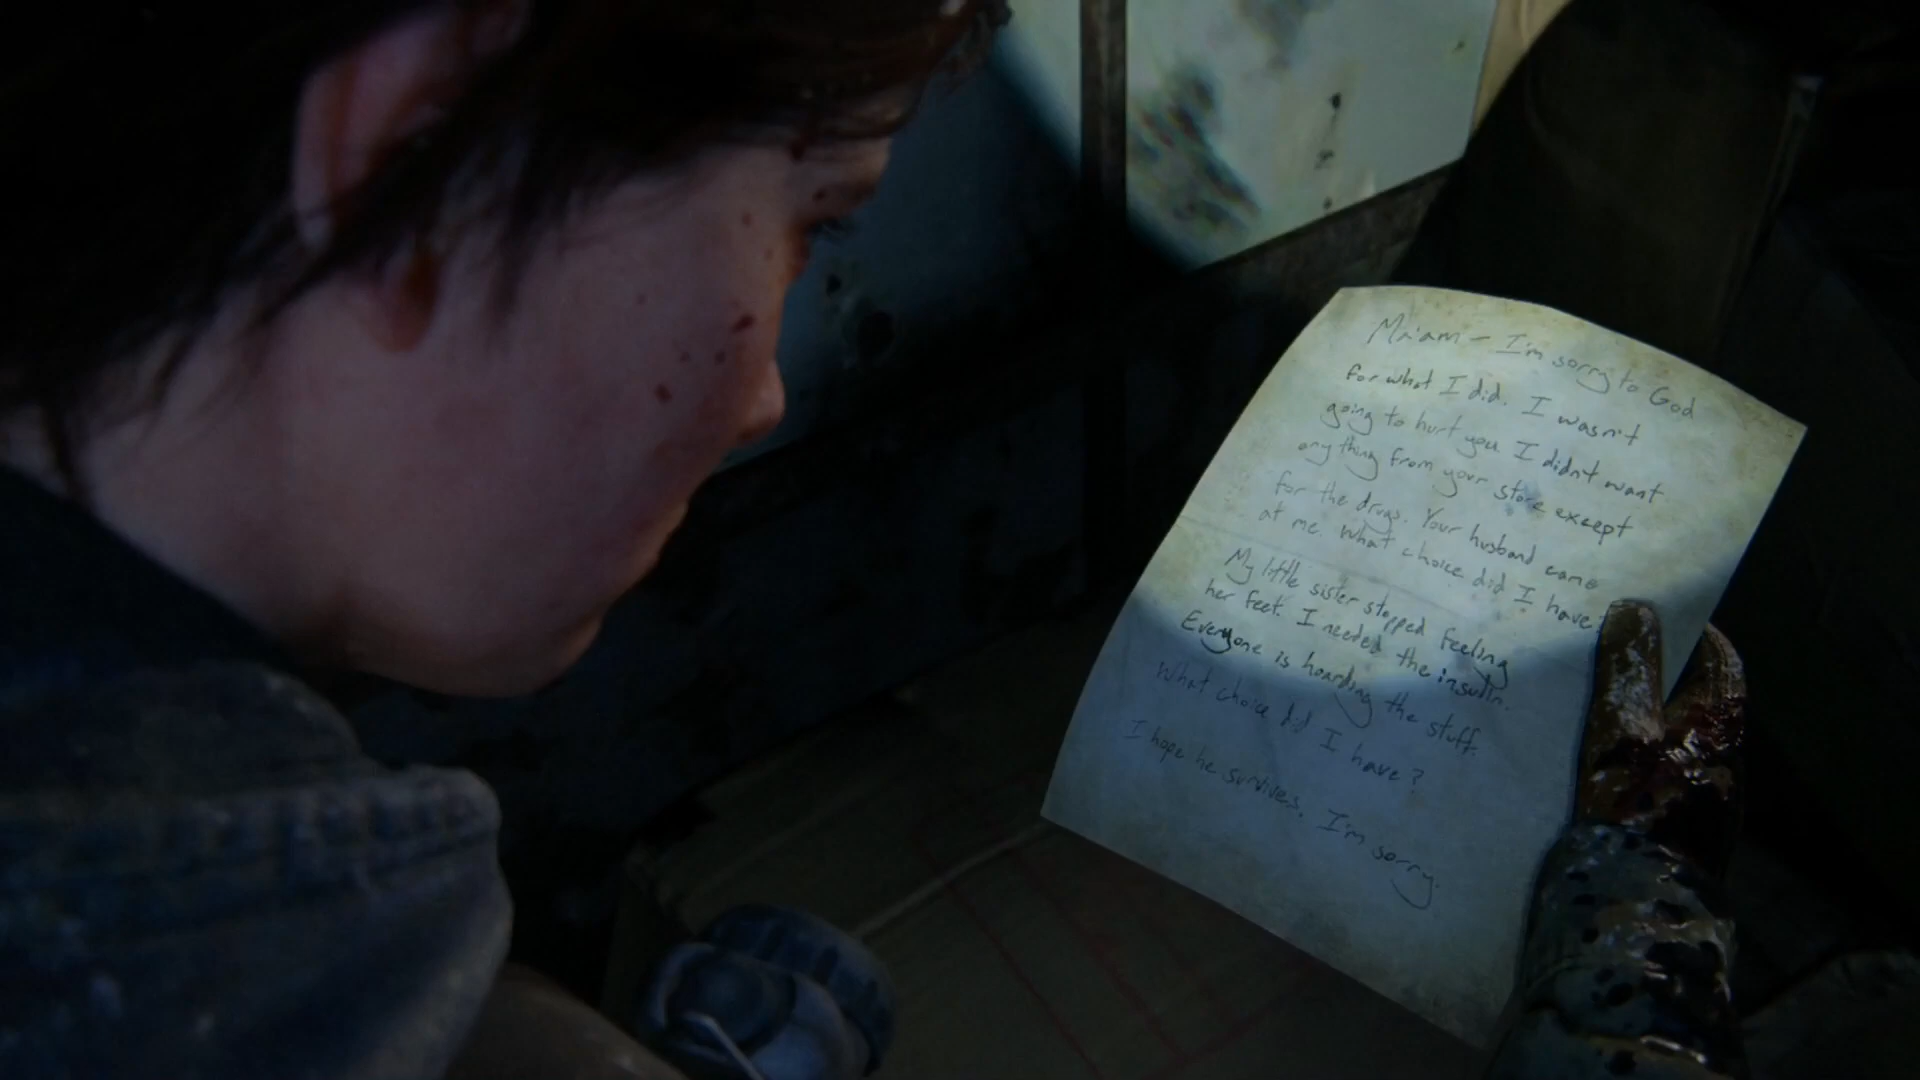 Ma'am - I'm sorry to God
for what I did. I wasn't
going to hurt you. I didn't want
anything from your store except
for the drugs. Your husband came
at me. What choice did I have?
My little sister stopped feeling
her feet. I needed the insulin.
Everyone is hoarding the stuff.
What choice did I have?
I hope he survives. I'm sorry.